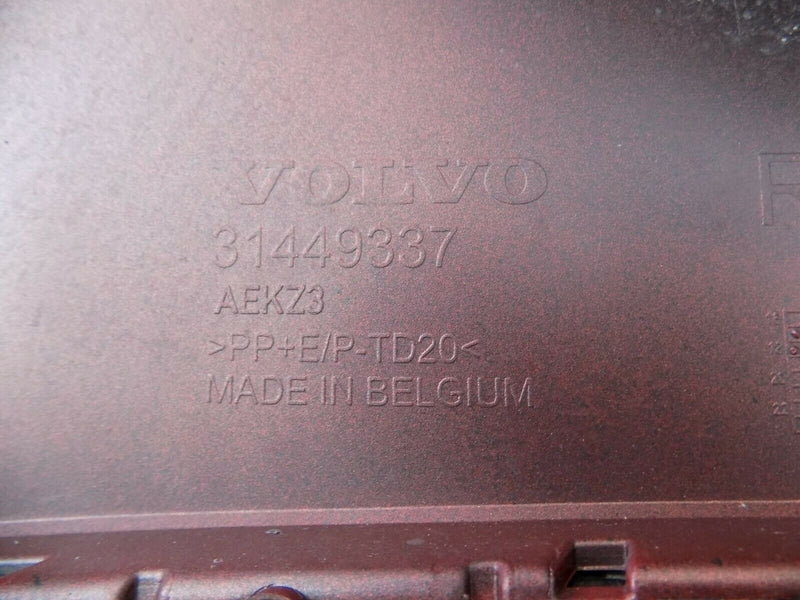 VOLVO
31449337
AEKZ3
>PP+E/P-TD20<
MADE IN BELGIUM